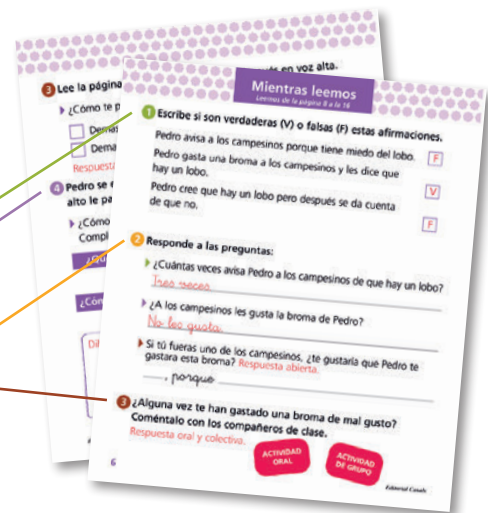 en voz alta.
3 Lee la página
¿Cómo te p
Dema
Dema
Respuesta
4 Pedro se e
alto le pa
¿Cómo
Compl
¿Qu
¿Cóm
Mientras leemos
Leemos de la página 8 a la 16
1 Escribe si son verdaderas (V) o falsas (F) estas afirmaciones.
Pedro avisa a los campesinos porque tiene miedo del lobo. F
Pedro gasta una broma a los campesinos y les dice que
hay un lobo. V
Pedro cree que hay un lobo pero después se da cuenta
de que no. F
2 Responde a las preguntas:
¿Cuántas veces avisa Pedro a los campesinos de que hay un lobo?
Tres veces.
¿A los campesinos les gusta la broma de Pedro?
No les gusta.
Si tú fueras uno de los campesinos, ¿te gustaría que Pedro te
gastara esta broma? Respuesta abierta.
, porque
3 ¿Alguna vez te han gastado una broma de mal gusto?
Coméntalo con los compañeros de clase.
Respuesta oral y colectiva.
ACTIVIDAD
ORAL
ACTIVIDAD
DE GRUPO
6
Editorial Casals